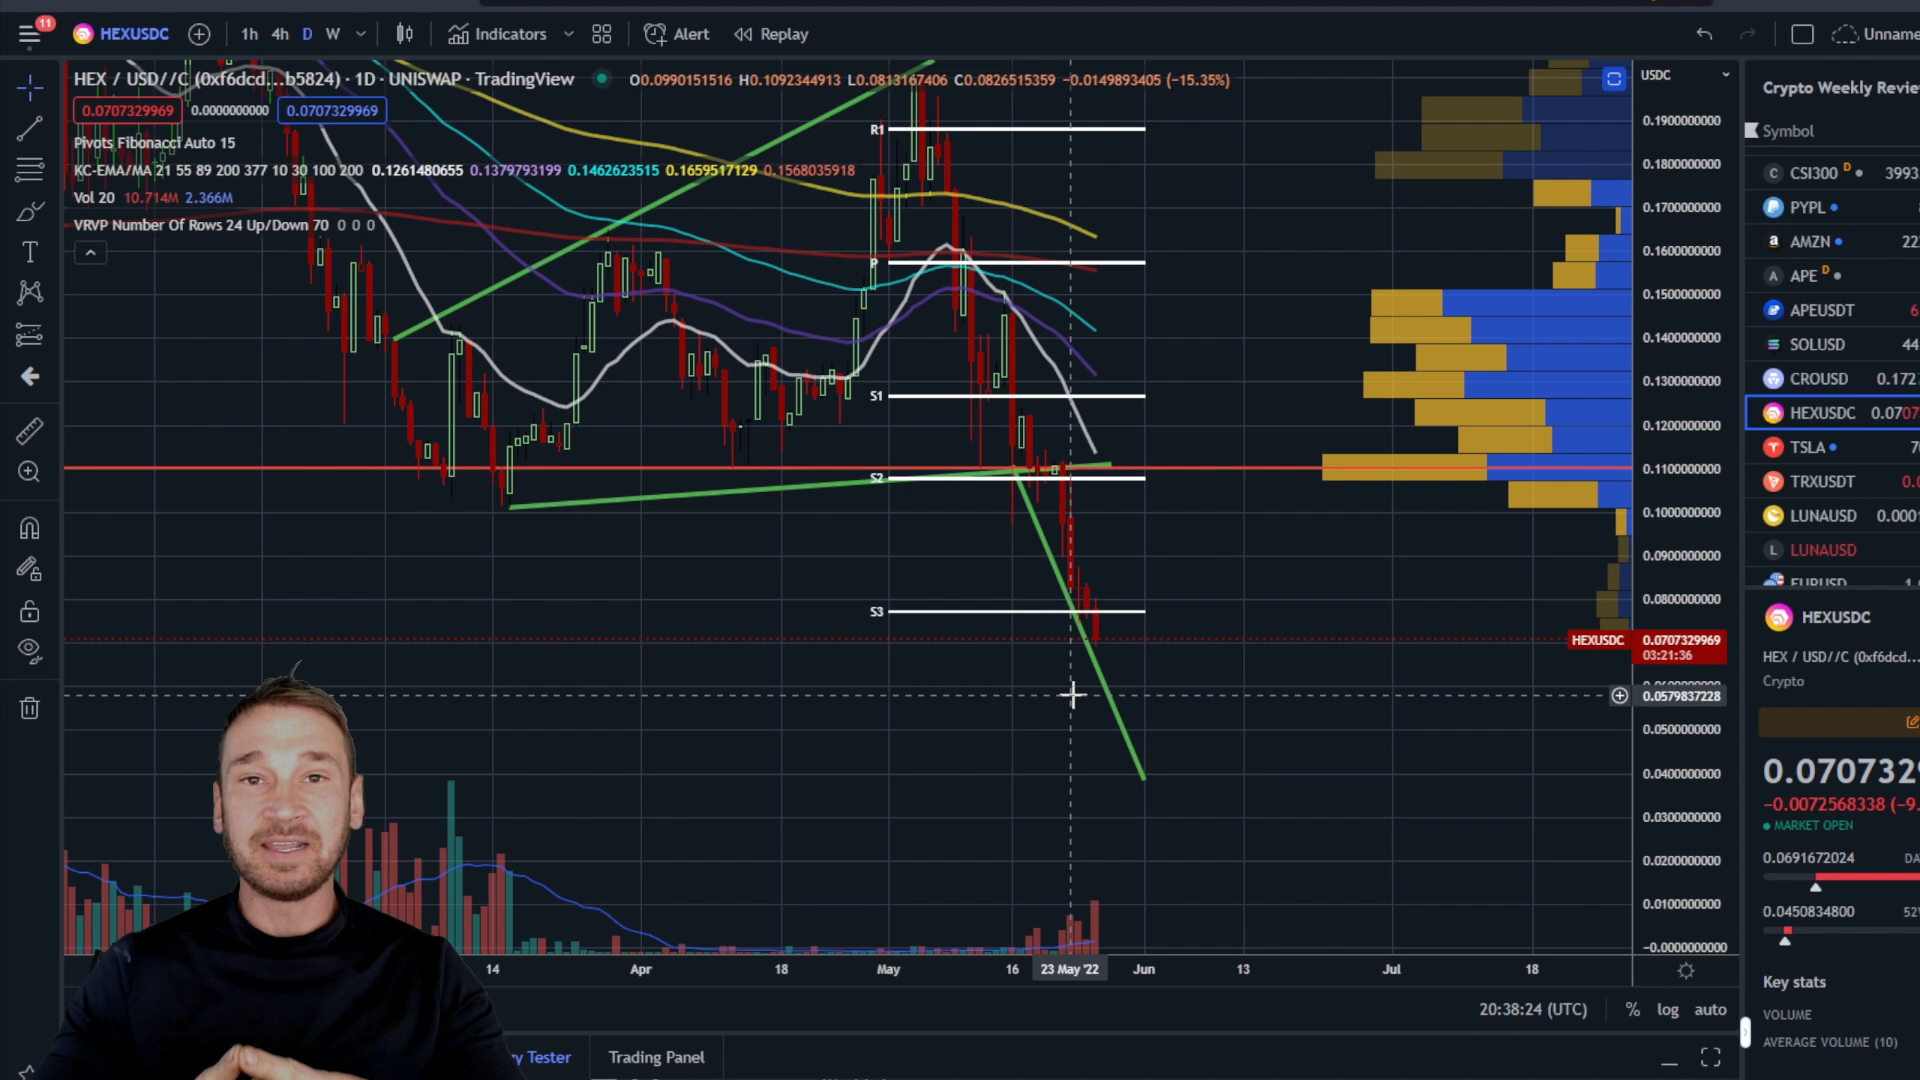 11
HEXUSDC
1h 4h D W
Indicators
Alert
Replay
Unname
HEX / USD//C (0xf6dcd...b5824) · 1D · UNISWAP · TradingView
O0.0990151516 H0.1092344913 L0.0813167406 C0.0826515359 −0.0149893405 (−15.35%)
0.0707329969 0.0000000000 0.0707329969
Pivots Fibonacci Auto 15
KC-EMA/MA 21 55 89 200 377 10 30 100 200 0.1261480655 0.1379793199 0.1462623515 0.1659517129 0.1568035918
Vol 20 10.714M 2.366M
VRVP Number Of Rows 24 Up/Down 70 0 0 0
R1
P
S1
S2
S3
USDC
0.1900000000
0.1800000000
0.1700000000
0.1600000000
0.1500000000
0.1400000000
0.1300000000
0.1200000000
0.1100000000
0.1000000000
0.0900000000
0.0800000000
HEXUSDC 0.0707329969
03:21:36
0.0579837228
0.0500000000
0.0400000000
0.0300000000
0.0200000000
0.0100000000
−0.0000000000
14 Apr 18 May 16 23 May '22 Jun 13 Jul 18
20:38:24 (UTC) % log auto
y Tester
Trading Panel
Crypto Weekly Review
Symbol
CSI300 D 3993
PYPL
AMZN 222
APE D
APEUSDT 6
SOLUSD 44
CROUSD 0.172
HEXUSDC 0.0707
TSLA 7
TRXUSDT 0.0
LUNAUSD 0.0001
LUNAUSD
EURUSD 1.
HEXUSDC
HEX / USD//C (0xf6dcd...
Crypto
0.0707329
−0.0072568338 (−9.
MARKET OPEN
0.0691672024 DA
0.0450834800 52
Key stats
VOLUME
AVERAGE VOLUME (10)